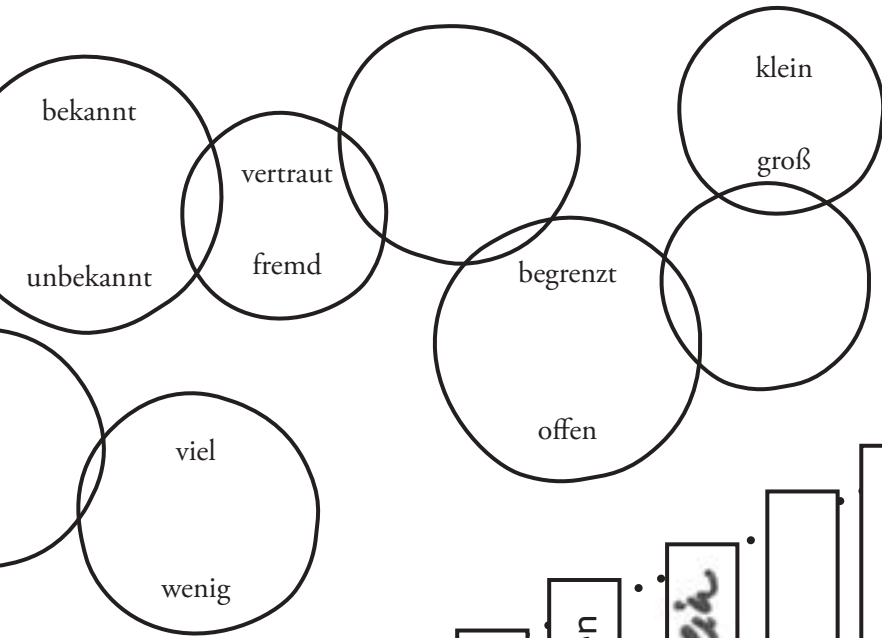 bekannt
unbekannt
vertraut
fremd
klein
groß
begrenzt
offen
viel
wenig